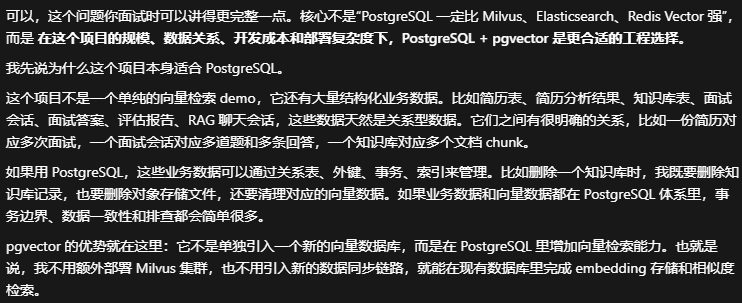 可以，这个问题你面试时可以讲得更完整一点。核心不是“PostgreSQL 一定比 Milvus、Elasticsearch、Redis Vector 强”，
而是 在这个项目的规模、数据关系、开发成本和部署复杂度下，PostgreSQL + pgvector 是更合适的工程选择。
我先说为什么这个项目本身适合 PostgreSQL。
这个项目不是一个单纯的向量检索 demo，它还有大量结构化业务数据。比如简历表、简历分析结果、知识库表、面试
会话、面试答案、评估报告、RAG 聊天会话，这些数据天然是关系型数据。它们之间有很明确的关系，比如一份简历对
应多次面试，一个面试会话对应多道题和多条回答，一个知识库对应多个文档 chunk。
如果用 PostgreSQL，这些业务数据可以通过关系表、外键、事务、索引来管理。比如删除一个知识库时，我既要删除知
识库记录，也要删除对象存储文件，还要清理对应的向量数据。如果业务数据和向量数据都在 PostgreSQL 体系里，事
务边界、数据一致性和排查都会简单很多。
pgvector 的优势就在这里：它不是单独引入一个新的向量数据库，而是在 PostgreSQL 里增加向量检索能力。也就是
说，我不用额外部署 Milvus 集群，也不用引入新的数据同步链路，就能在现有数据库里完成 embedding 存储和相似度
检索。